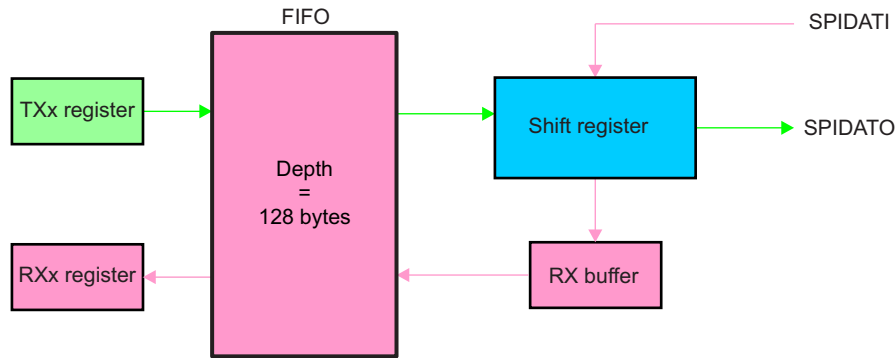 FIFO
SPIDATI
TXx register
Shift register
SPIDATO
Depth
=
128 bytes
RXx register
RX buffer